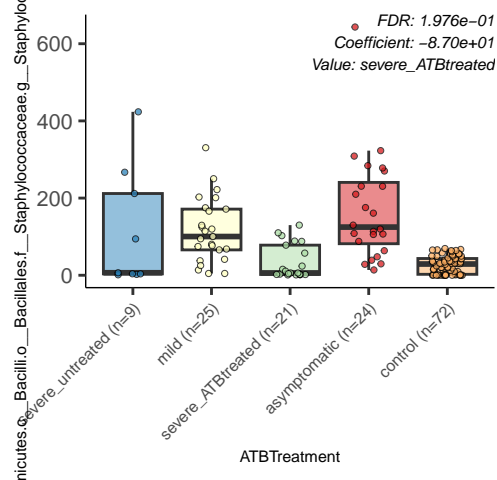 FDR: 1.976e−01
Coefficient: −8.70e+01
Value: severe_ATBtreated
600
400
200
0
nicutes.c__Bacilli.o__Bacillales.f__Staphylococcaceae.g__Staphyloc
severe_untreated (n=9)
mild (n=25)
severe_ATBtreated (n=21)
asymptomatic (n=24)
control (n=72)
ATBTreatment